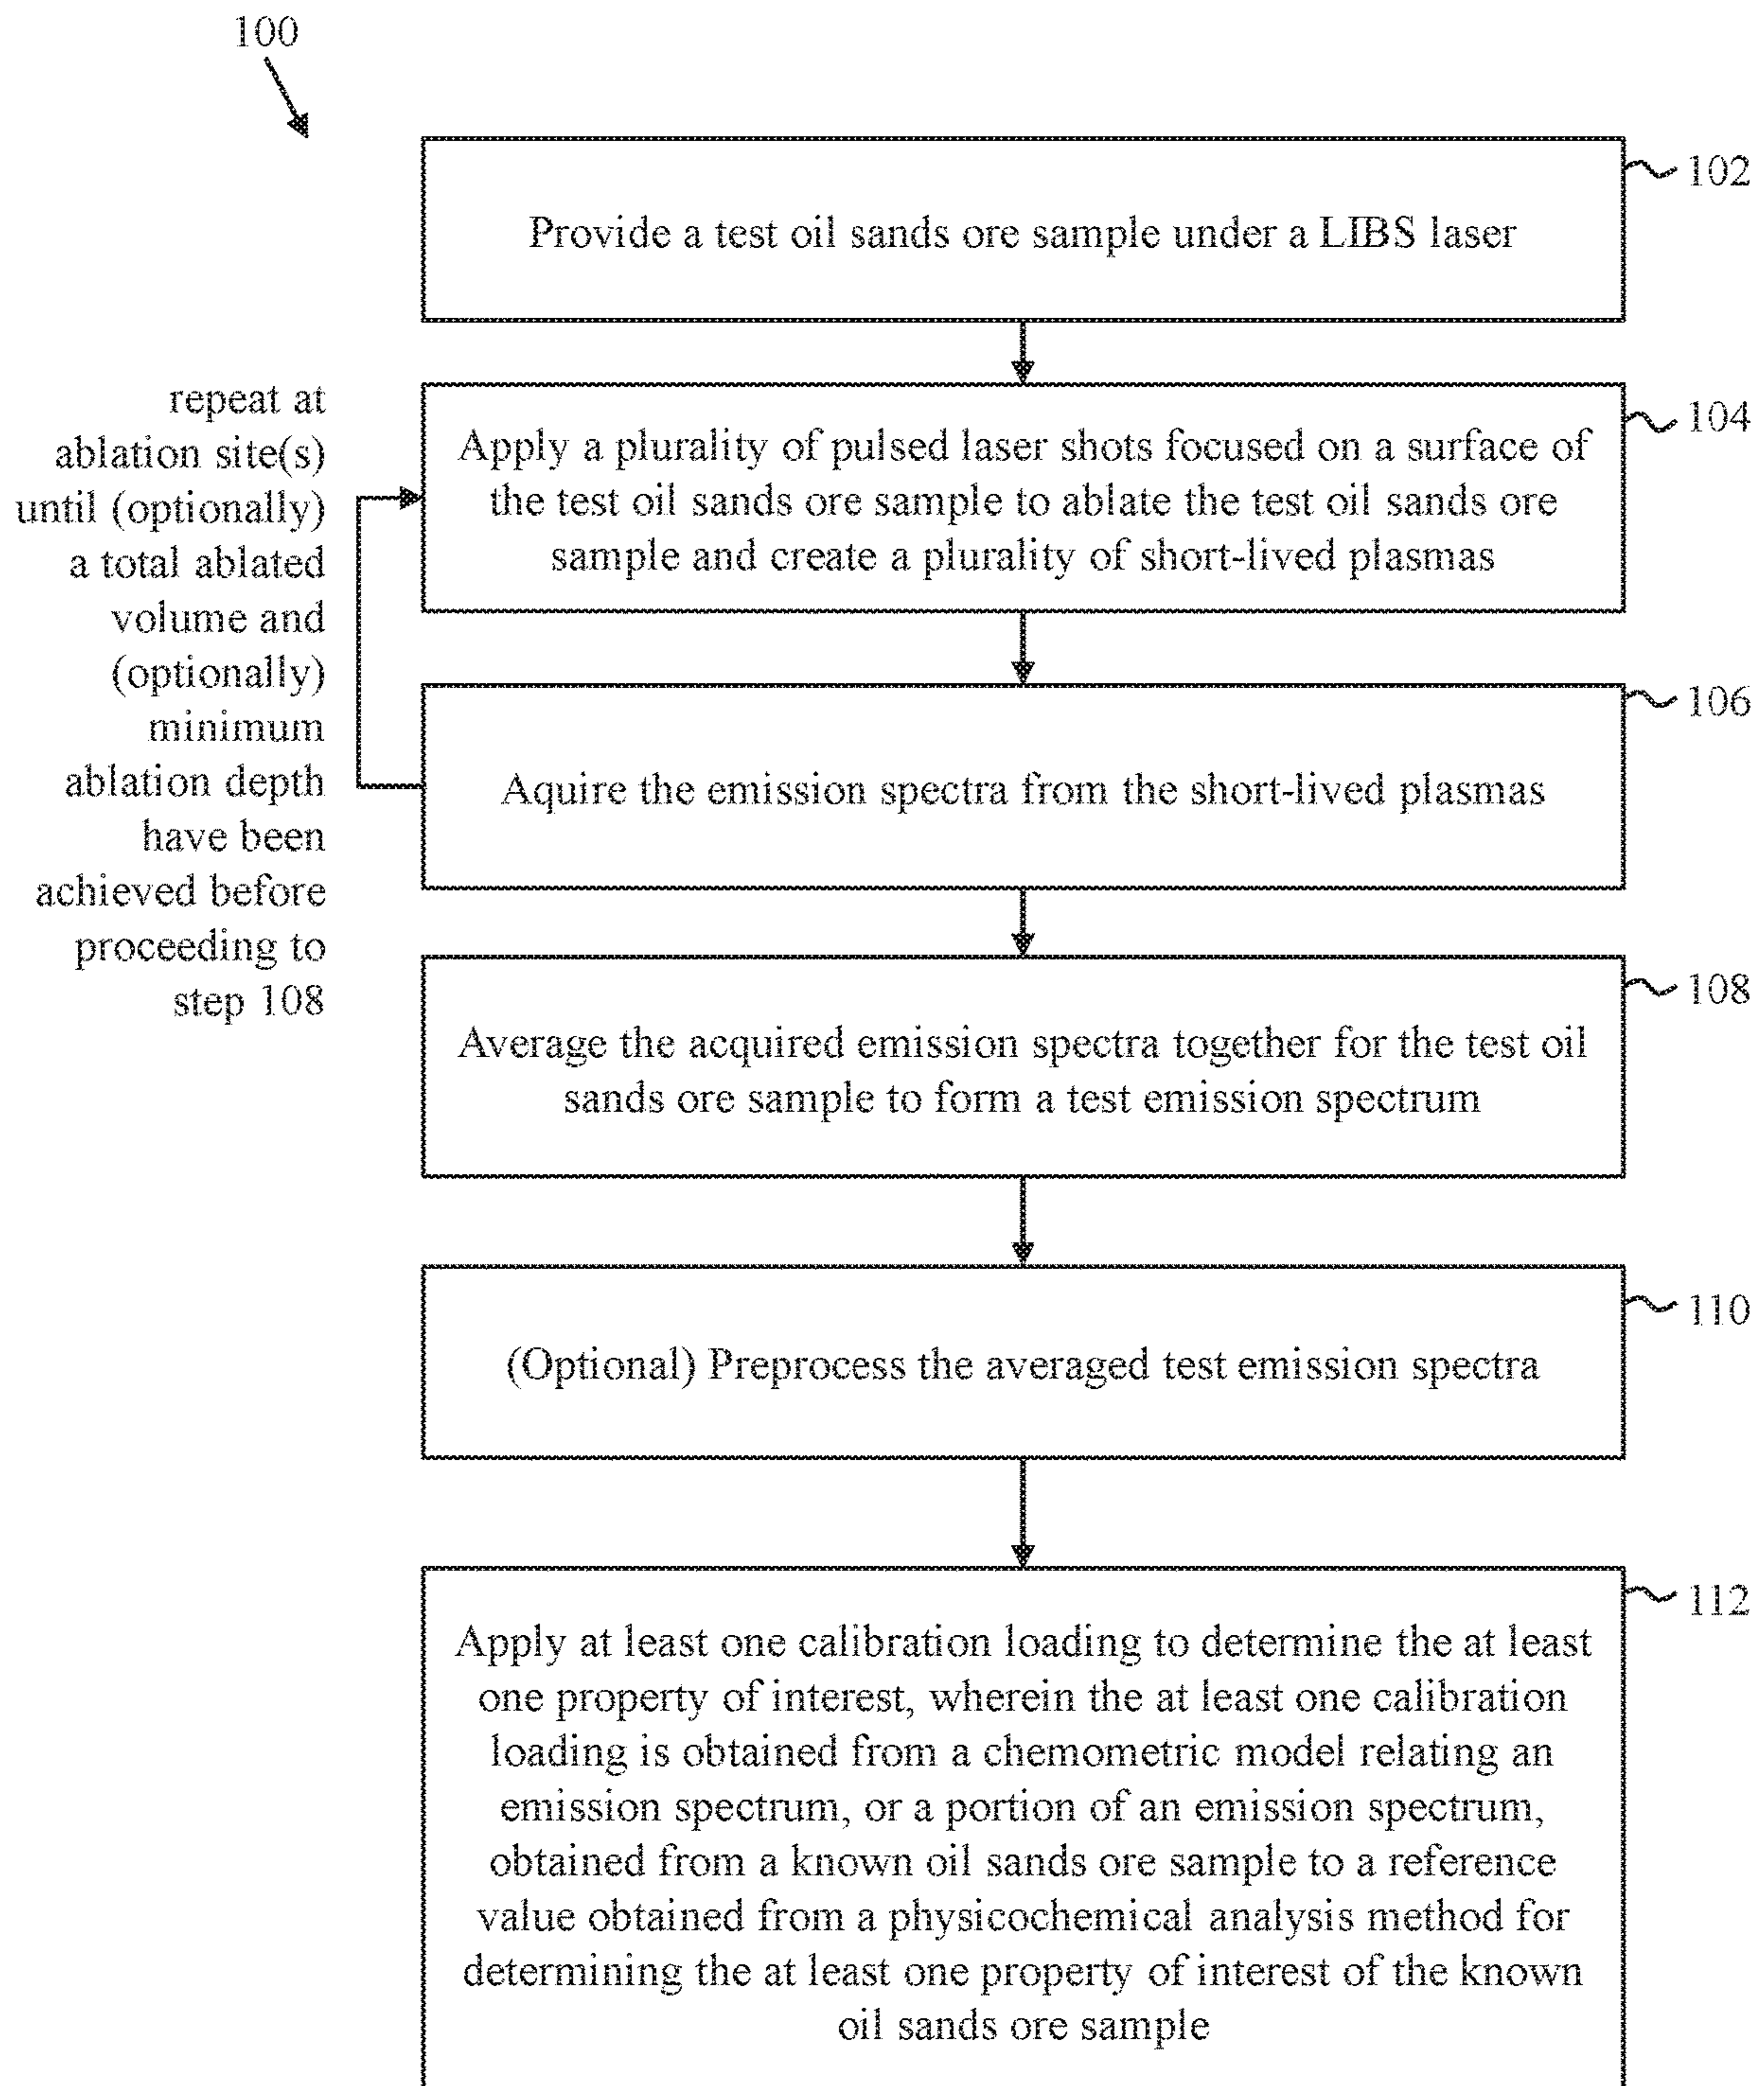 100
102
Provide a test oil sands ore sample under a LIBS laser
repeat at
ablation site(s)
until (optionally)
a total ablated
volume and
(optionally)
minimum
ablation depth
have been
achieved before
proceeding to
step 108
104
Apply a plurality of pulsed laser shots focused on a surface of
the test oil sands ore sample to ablate the test oil sands ore
sample and create a plurality of short-lived plasmas
106
Aquire the emission spectra from the short-lived plasmas
108
Average the acquired emission spectra together for the test oil
sands ore sample to form a test emission spectrum
110
(Optional) Preprocess the averaged test emission spectra
112
Apply at least one calibration loading to determine the at least
one property of interest, wherein the at least one calibration
loading is obtained from a chemometric model relating an
emission spectrum, or a portion of an emission spectrum,
obtained from a known oil sands ore sample to a reference
value obtained from a physicochemical analysis method for
determining the at least one property of interest of the known
oil sands ore sample